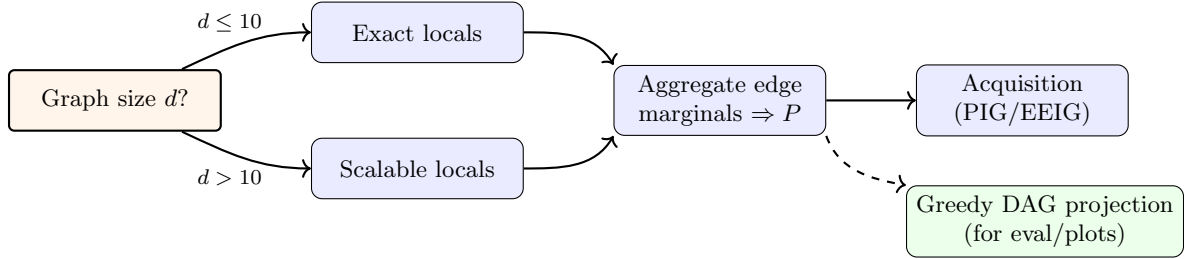 Graph size d?
d ≤ 10
d > 10
Exact locals
Scalable locals
Aggregate edge
marginals ⇒ P
Acquisition
(PIG/EEIG)
Greedy DAG projection
(for eval/plots)